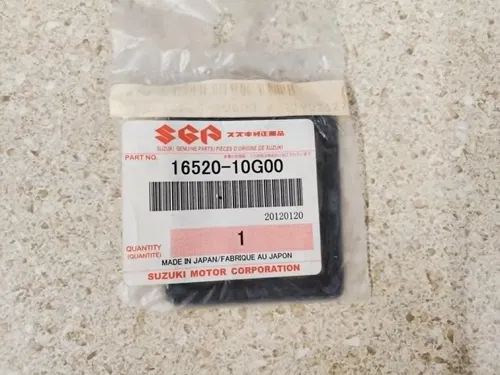 SGP スズキ純正部品
SUZUKI GENUINE PARTS/PIECES D'ORIGINE DE SUZUKI
PART NO.
16520-10G00
20120120
QUANTITY
(QUANTITÉ)
1
MADE IN JAPAN/FABRIQUE AU JAPON
SUZUKI MOTOR CORPORATION